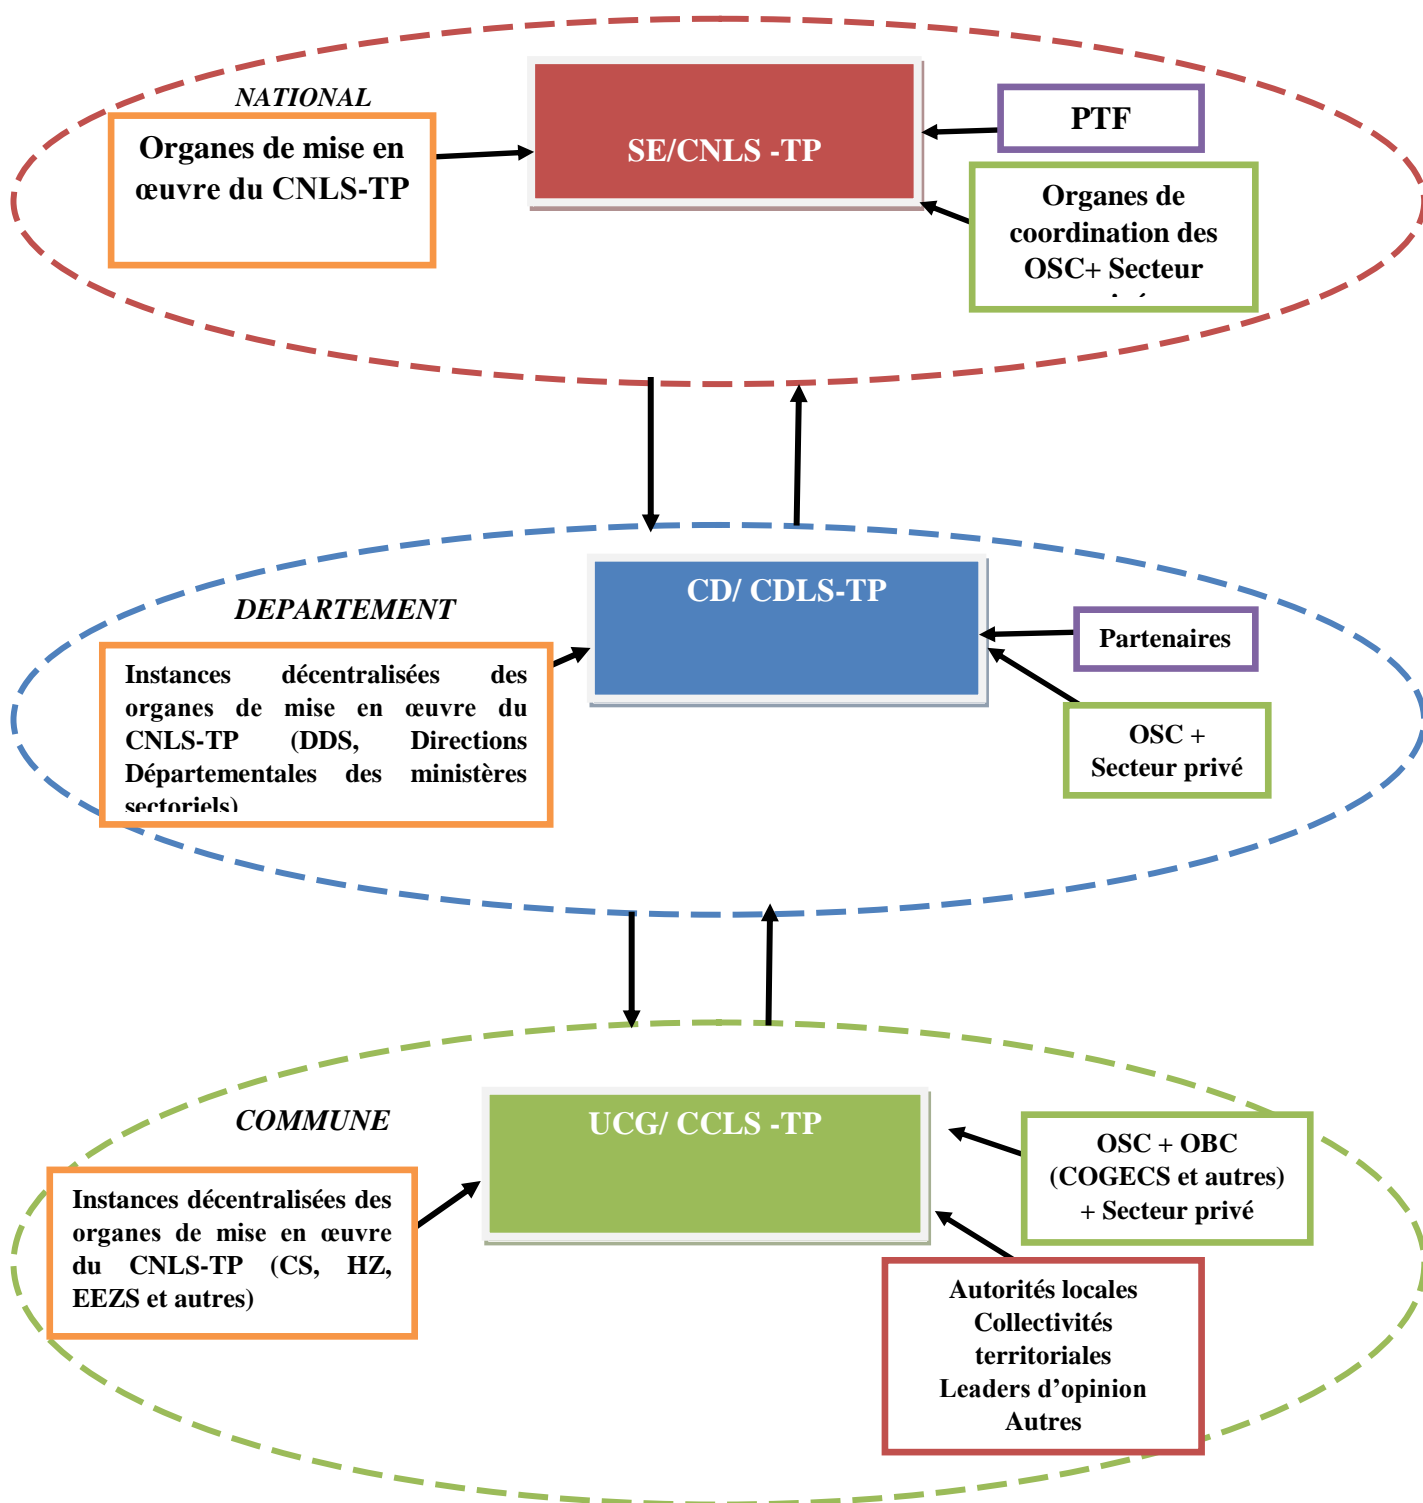 NATIONAL
Organes de mise en
œuvre du CNLS-TP
SE/CNLS -TP
PTF
Organes de
coordination des
OSC+ Secteur
DEPARTEMENT
CD/ CDLS-TP
Partenaires
Instances décentralisées des
organes de mise en œuvre du
CNLS-TP (DDS, Directions
Départementales des ministères
sectoriels)
OSC +
Secteur privé
COMMUNE
UCG/ CCLS -TP
OSC + OBC
(COGECS et autres)
+ Secteur privé
Instances décentralisées des
organes de mise en œuvre
du CNLS-TP (CS, HZ,
EEZS et autres)
Autorités locales
Collectivités
territoriales
Leaders d’opinion
Autres